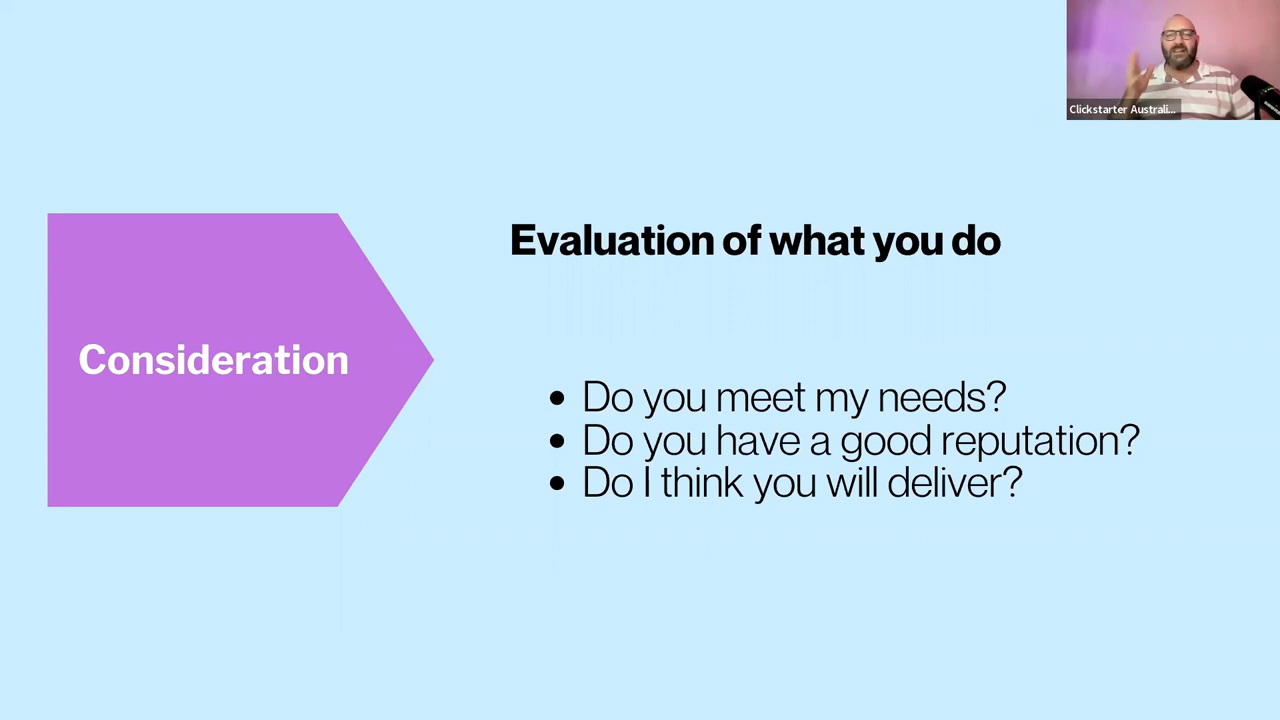 Clickstarter Australi...
Evaluation of what you do
Consideration
• Do you meet my needs?
• Do you have a good reputation?
• Do I think you will deliver?